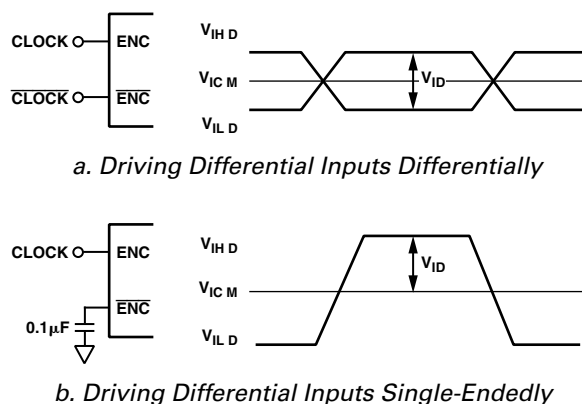 CLOCK ENC
V_IH D
V_IC M
V_ID
CLOCK ENC
V_IL D
a. Driving Differential Inputs Differentially
CLOCK ENC
V_IH D
V_ID
V_IC M
ENC
0.1μF
V_IL D
b. Driving Differential Inputs Single-Endedly